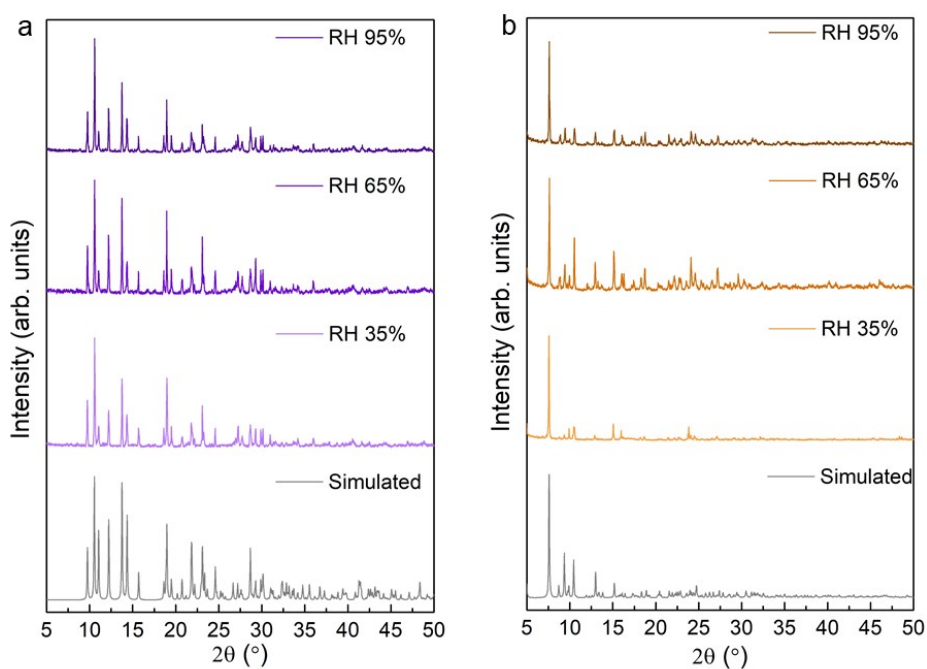 a
RH 95%
RH 65%
RH 35%
Simulated
Intensity (arb. units)
5 10 15 20 25 30 35 40 45 50
2θ (°)
b
RH 95%
RH 65%
RH 35%
Simulated
Intensity (arb. units)
5 10 15 20 25 30 35 40 45 50
2θ (°)